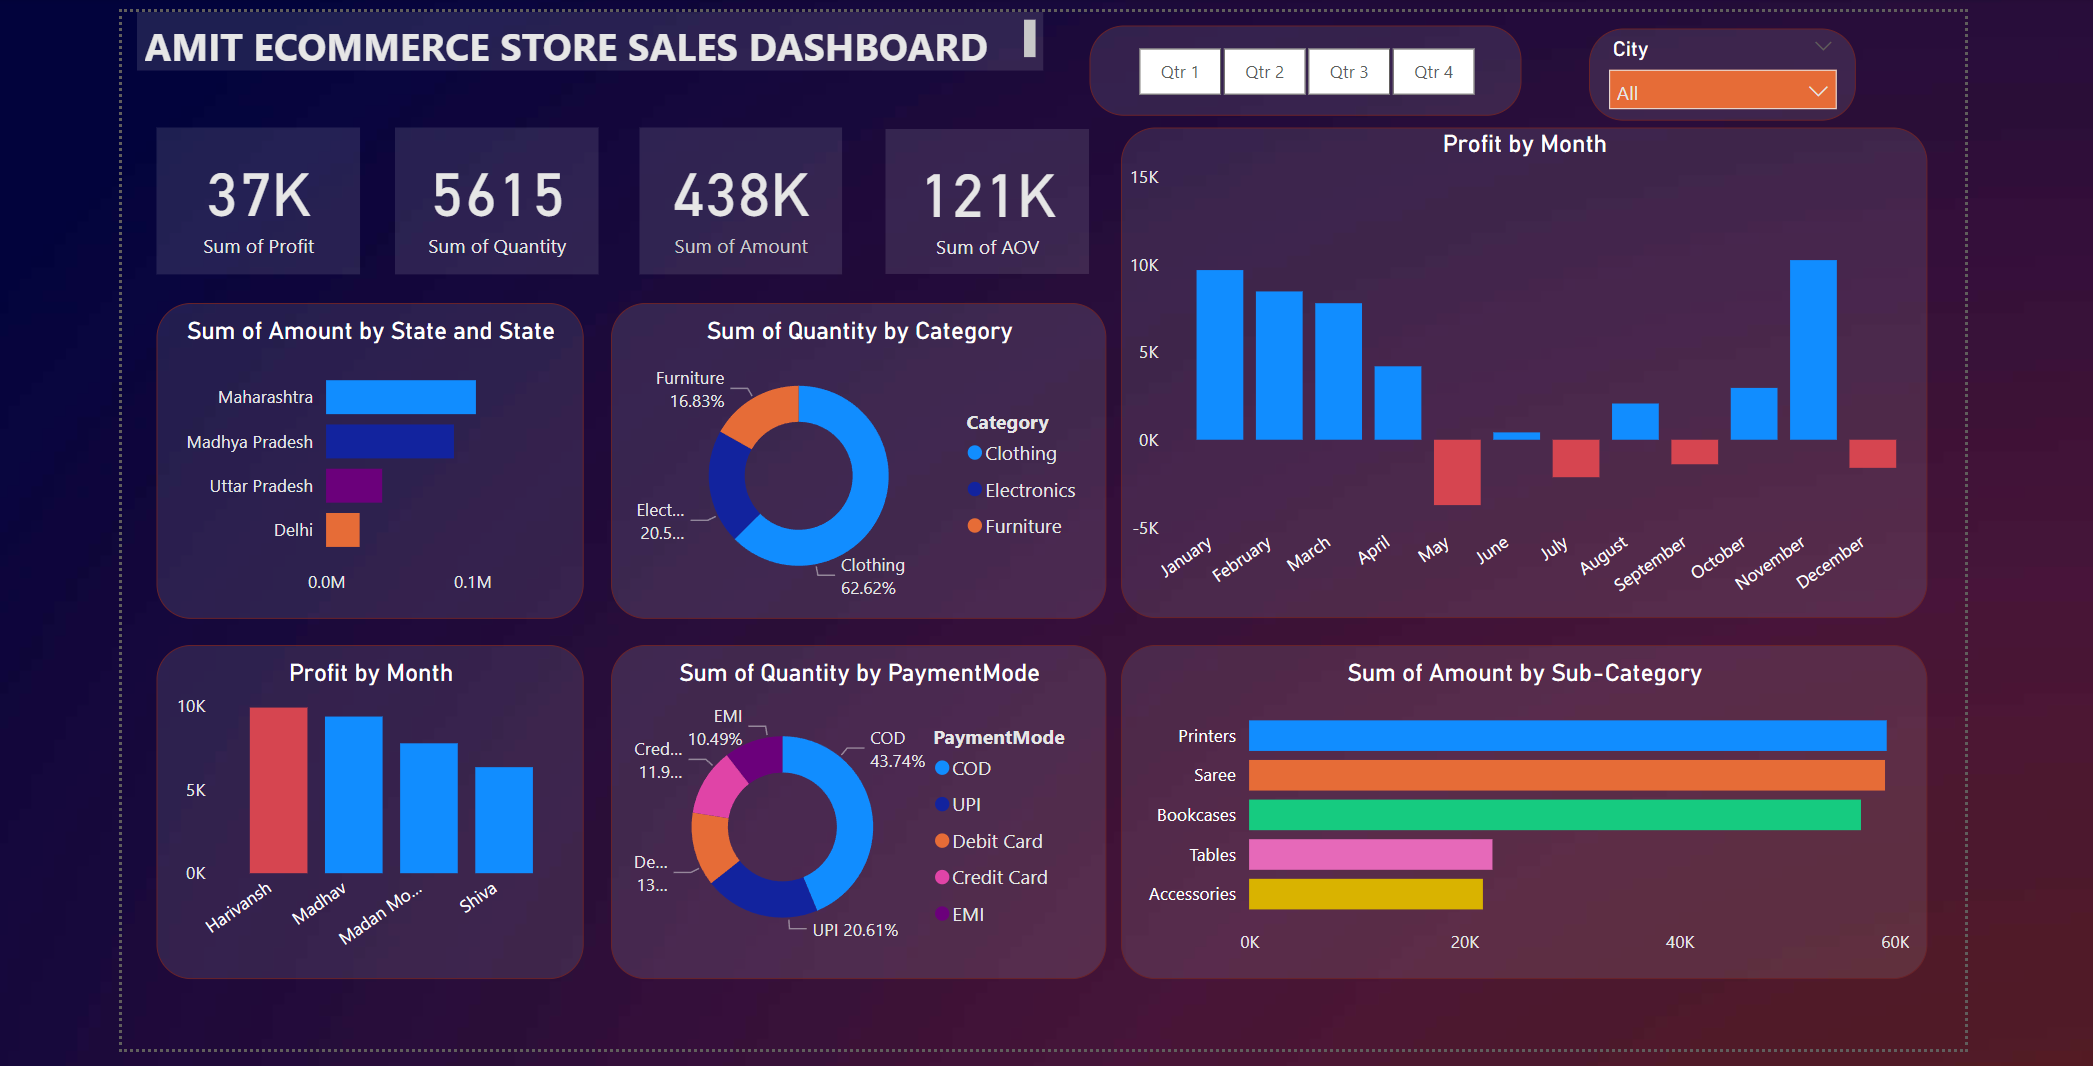 AMIT ECOMMERCE STORE SALES DASHBOARD
Qtr 1
Qtr 2
Qtr 3
Qtr 4
City
All
37K
Sum of Profit
5615
Sum of Quantity
438K
Sum of Amount
121K
Sum of AOV
Profit by Month
15K
10K
5K
0K
-5K
January
February
March
April
May
June
July
August
September
October
November
December
Sum of Amount by State and State
Maharashtra
Madhya Pradesh
Uttar Pradesh
Delhi
0.0M
0.1M
Sum of Quantity by Category
Furniture
16.83%
Elect...
20.5...
Clothing
62.62%
Category
Clothing
Electronics
Furniture
Profit by Month
10K
5K
0K
Harivansh
Madhav
Madan Mo...
Shiva
Sum of Quantity by PaymentMode
EMI
10.49%
Cred...
11.9...
De...
13...
UPI 20.61%
COD
43.74%
PaymentMode
COD
UPI
Debit Card
Credit Card
EMI
Sum of Amount by Sub-Category
Printers
Saree
Bookcases
Tables
Accessories
0K
20K
40K
60K